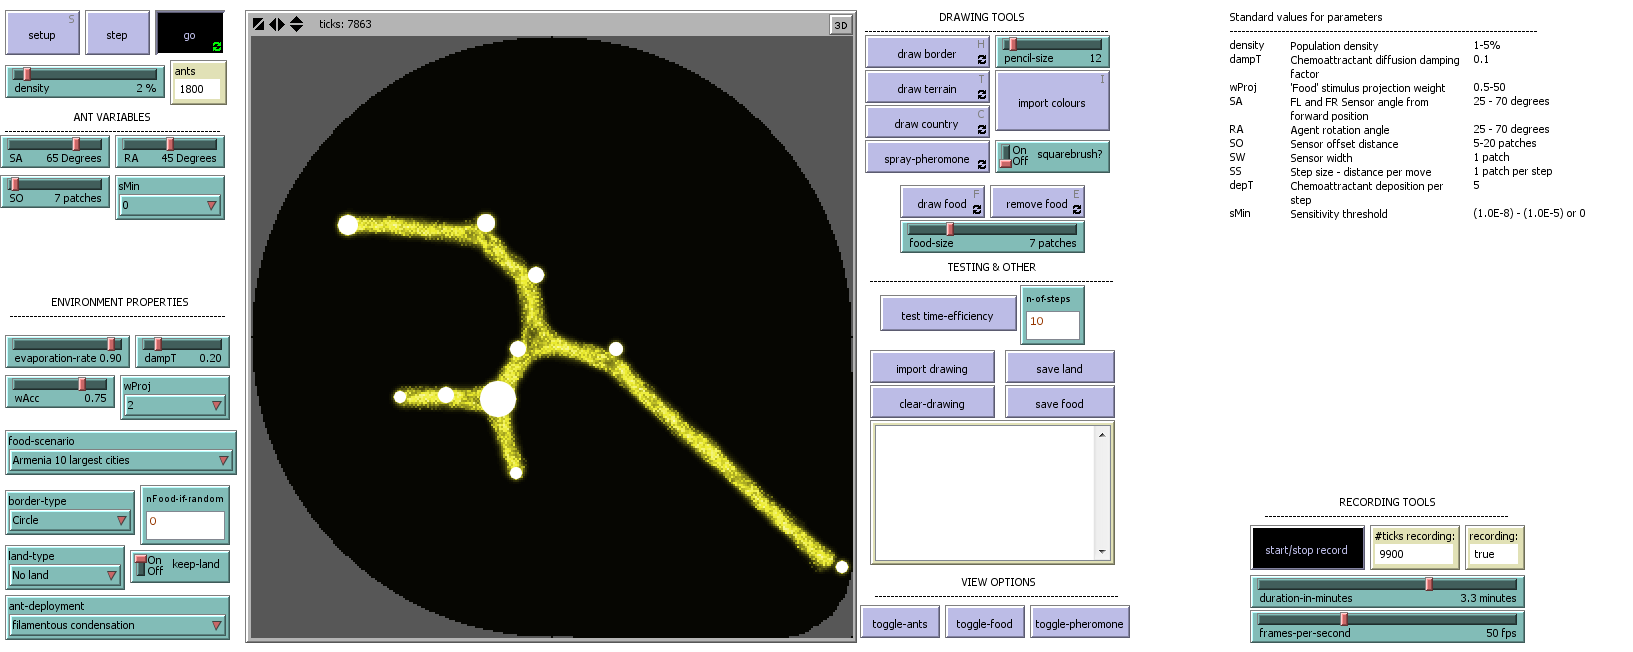 setup
S
step
go
density
2 %
ants
1800
ANT VARIABLES
SA
65 Degrees
RA
45 Degrees
SO
7 patches
sMin
0
ENVIRONMENT PROPERTIES
evaporation-rate 0.90
dampT
0.20
wAcc
0.75
wProj
2
food-scenario
Armenia 10 largest cities
border-type
Circle
nFood-if-random
0
land-type
No land
On
Off
keep-land
ant-deployment
filamentous condensation
ticks: 7863
3D
DRAWING TOOLS
draw border
H
pencil-size
12
draw terrain
T
import colours
I
draw country
C
spray-pheromone
On
Off
squarebrush?
draw food
F
remove food
E
food-size
7 patches
TESTING & OTHER
test time-efficiency
n-of-steps
10
import drawing
save land
clear-drawing
save food
VIEW OPTIONS
toggle-ants
toggle-food
toggle-pheromone
Standard values for parameters
density Population density 1-5%
dampT Chemoattractant diffusion damping 0.1
factor
wProj 'Food' stimulus projection weight 0.5-50
SA FL and FR Sensor angle from 25 - 70 degrees
forward position
RA Agent rotation angle 25 - 70 degrees
SO Sensor offset distance 5-20 patches
SW Sensor width 1 patch
SS Step size - distance per move 1 patch per step
depT Chemoattractant deposition per 5
step
sMin Sensitivity threshold (1.0E-8) - (1.0E-5) or 0
RECORDING TOOLS
start/stop record
#ticks recording:
9900
recording:
true
duration-in-minutes
3.3 minutes
frames-per-second
50 fps